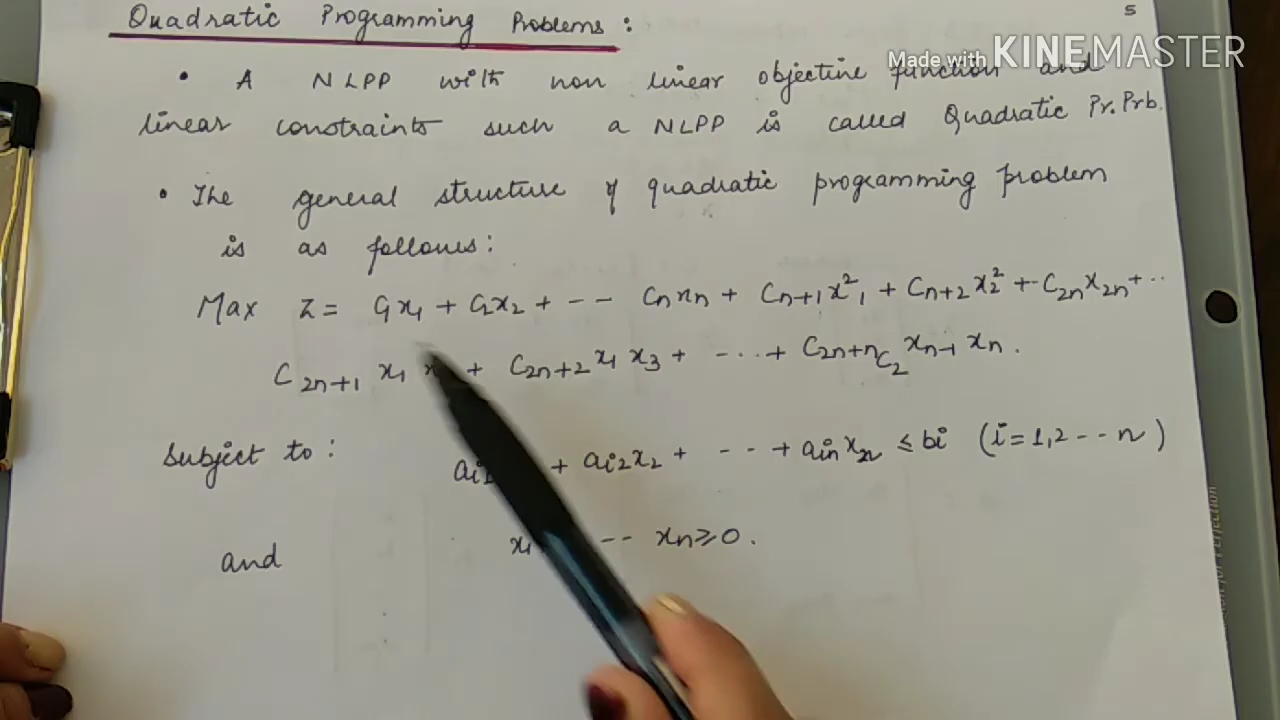 5
Made with KINEMASTER
Quadratic Programming Problems :
• A NLPP with non linear objective function and
linear constraints such a NLPP is called Quadratic Pr. Prb.
• The general structure of quadratic programming problem
is as follows:
Max Z = C₁x₁ + C₂x₂ + -- Cₙxₙ + Cₙ₊₁x²₁ + Cₙ₊₂x₂² + -- C₂ₙx₂ₙ + ...
C₂ₙ₊₁ x₁ + C₂ₙ₊₂ x₁ x₃ + -...+ C₂ₙ₊ₙC₂ xₙ₋₁ xₙ.
Subject to : + aᵢ₂x₂ + - -- + aᵢₙxₙ ≤ bi (i = 1, 2 -- n)
and x₁ -- xₙ ≥ 0.